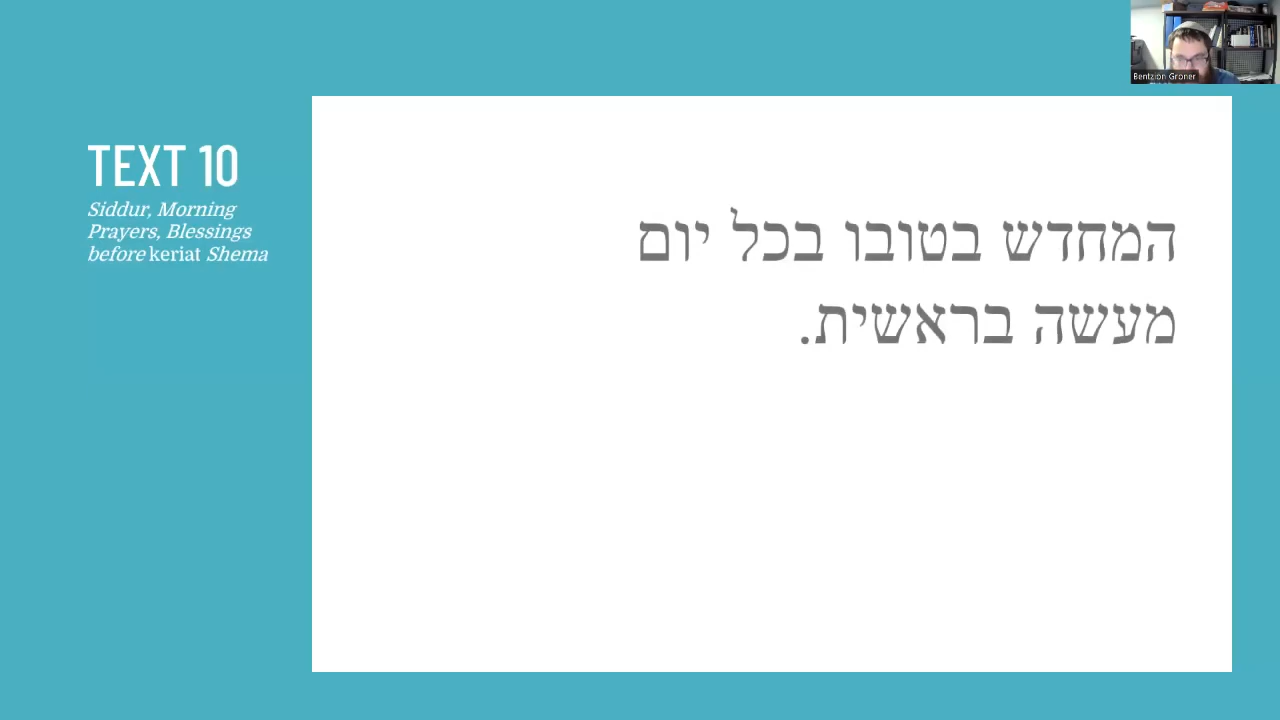 Bentzion Groner
TEXT 10
Siddur, Morning
Prayers, Blessings
before keriat Shema
המחדש בטובו בכל יום
מעשה בראשית.